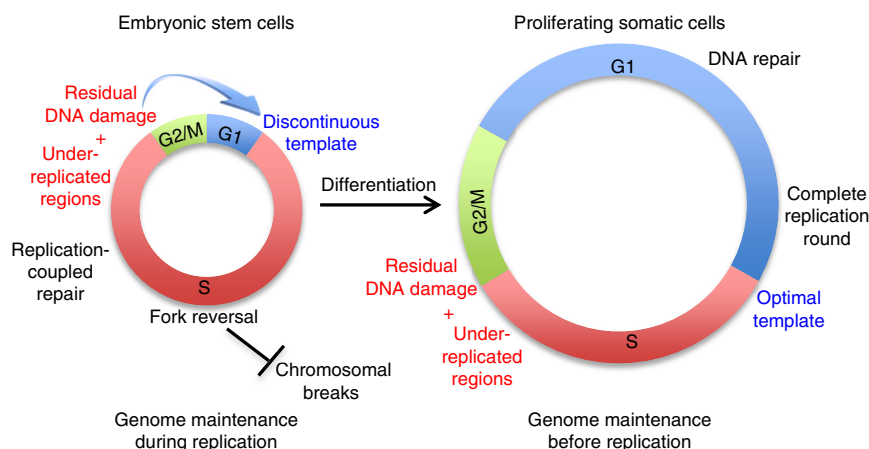 Embryonic stem cells
Residual
DNA damage
+
Under-
replicated
regions
G2/M
G1
Discontinuous
template
Replication-
coupled
repair
S
Fork reversal
Chromosomal
breaks
Genome maintenance
during replication
Differentiation
Proliferating somatic cells
G1
DNA repair
G2/M
Complete
replication
round
Residual
DNA damage
+
Under-
replicated
regions
S
Optimal
template
Genome maintenance
before replication